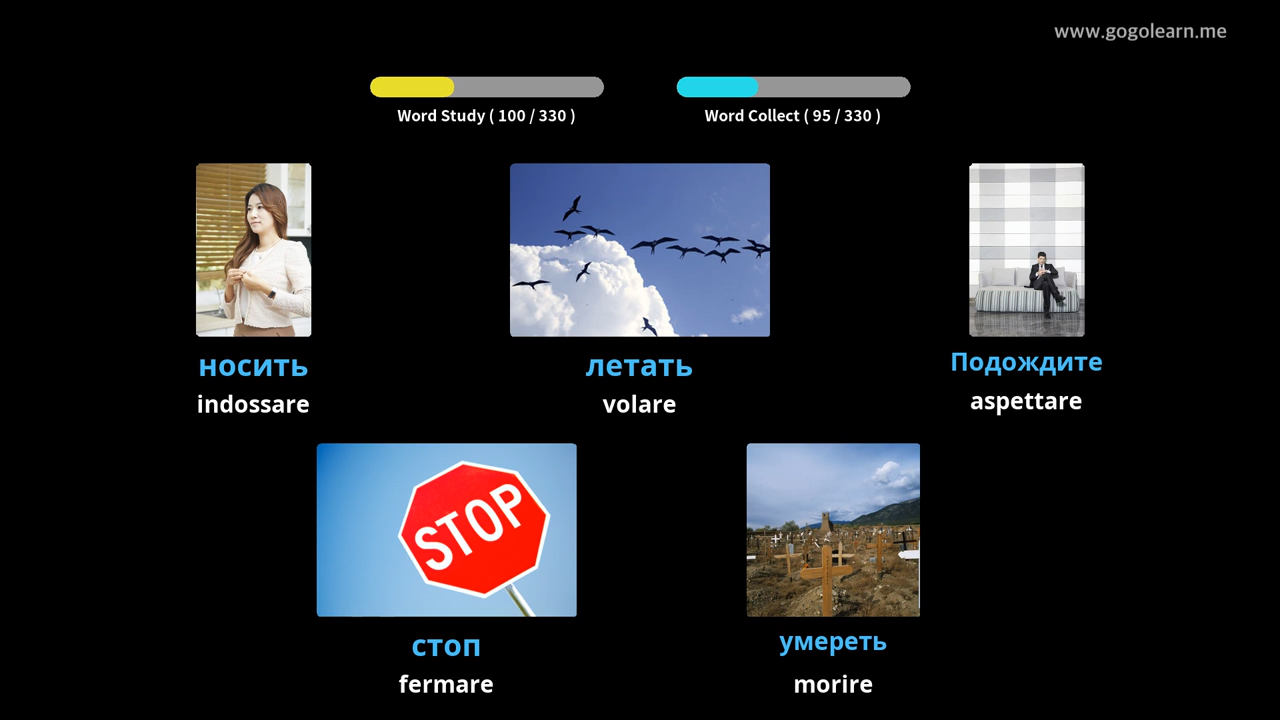 www.gogolearn.me
Word Study ( 100 / 330 )
Word Collect ( 95 / 330 )
носить
indossare
летать
volare
Подождите
aspettare
STOP
стоп
fermare
умереть
morire